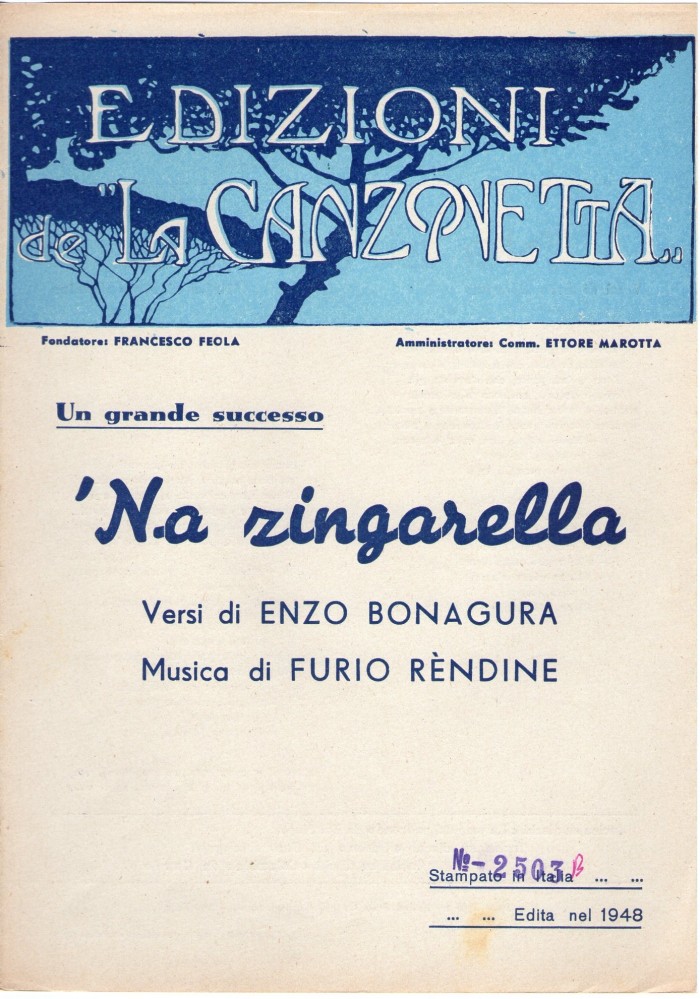 EDIZIONI
de "LA CANZONETTA„
Fondatore: FRANCESCO FEOLA
Amministratore: Comm. ETTORE MAROTTA
Un grande successo
'Na zingarella
Versi di ENZO BONAGURA
Musica di FURIO RÈNDINE
Nº-2503 B
Stampato in Italia ... ...
... ... Edita nel 1948